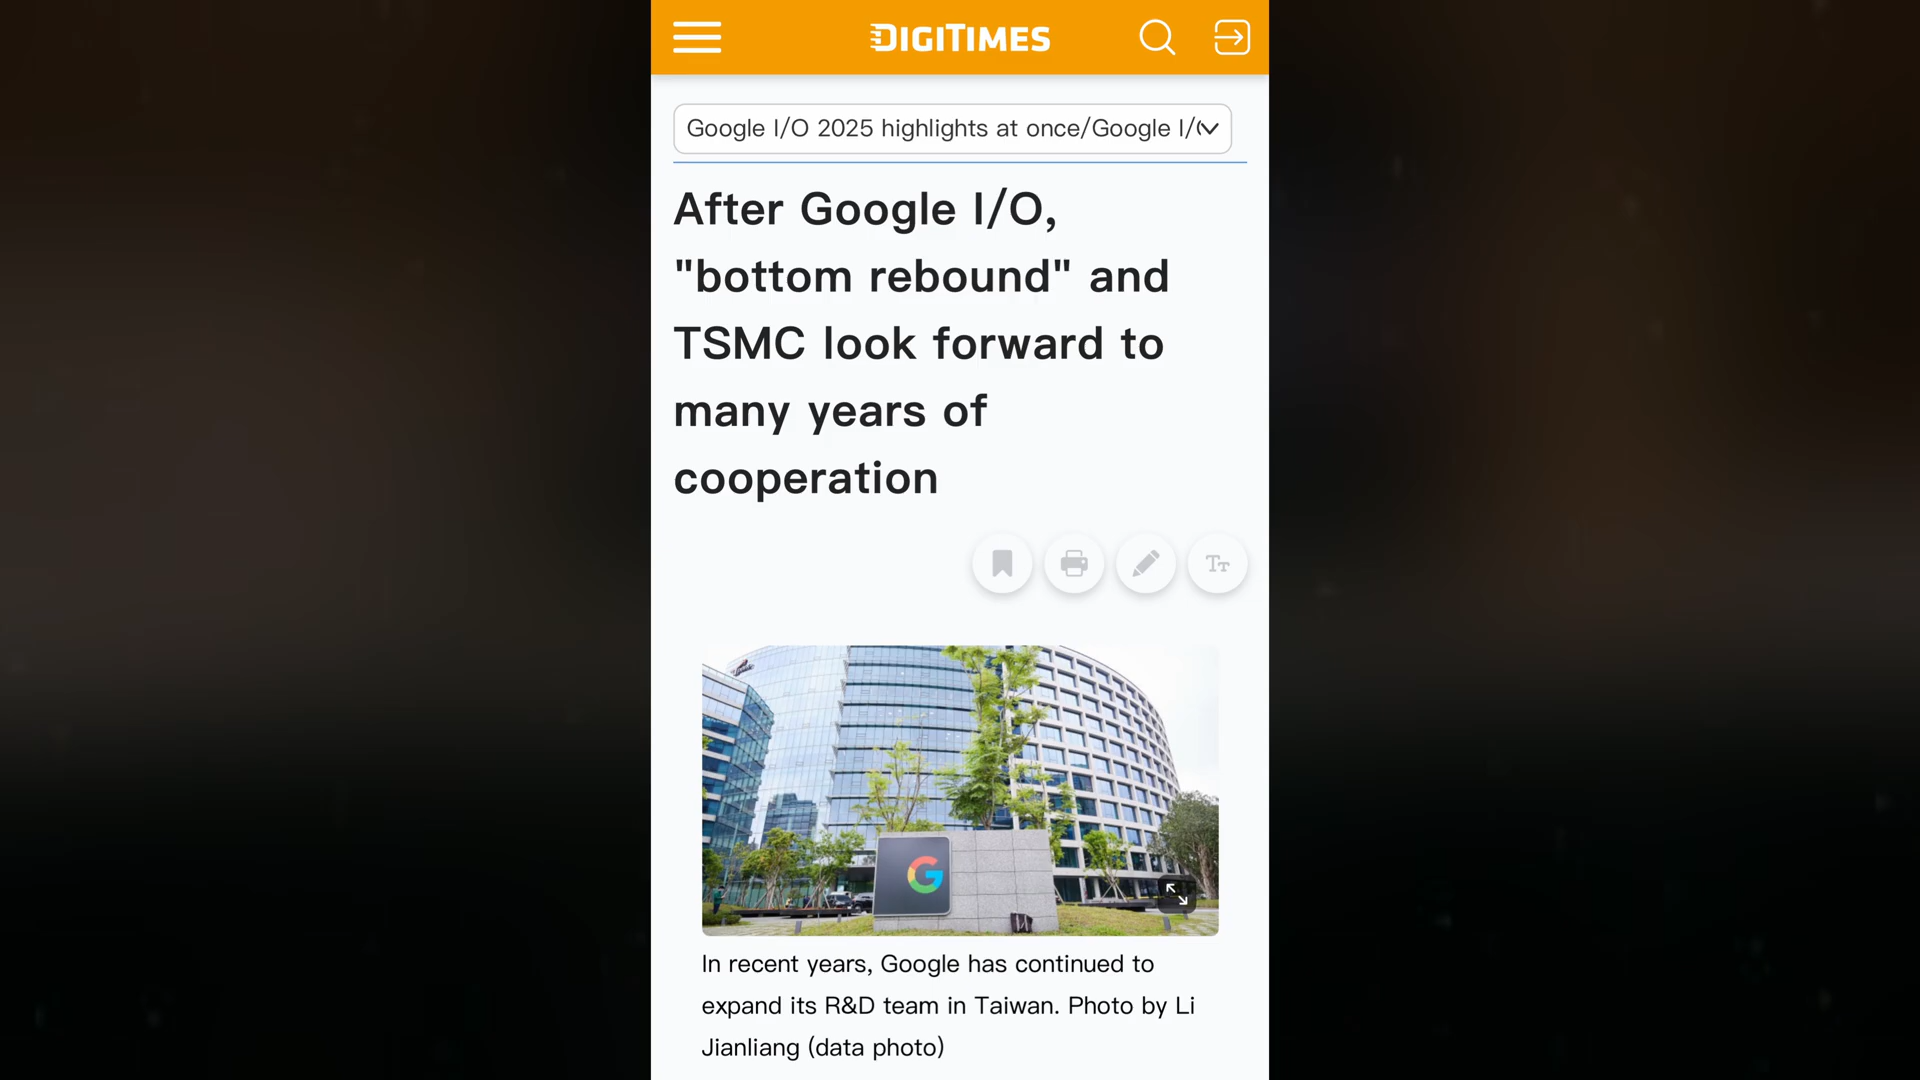 DIGITIMES
Google I/O 2025 highlights at once/Google I/
After Google I/O,
"bottom rebound" and
TSMC look forward to
many years of
cooperation
TT
In recent years, Google has continued to
expand its R&D team in Taiwan. Photo by Li
Jianliang (data photo)